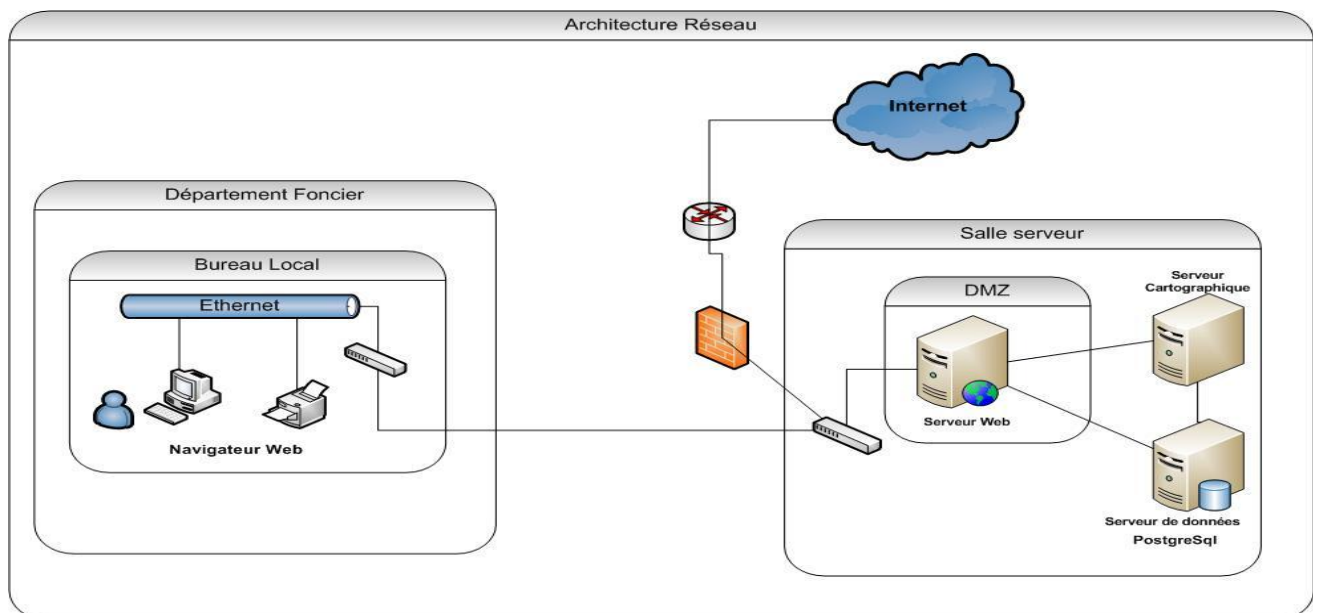 Architecture Réseau
Internet
Département Foncier
Bureau Local
Ethernet
Navigateur Web
Salle serveur
DMZ
Serveur Web
Serveur
Cartographique
Serveur de données
PostgreSql